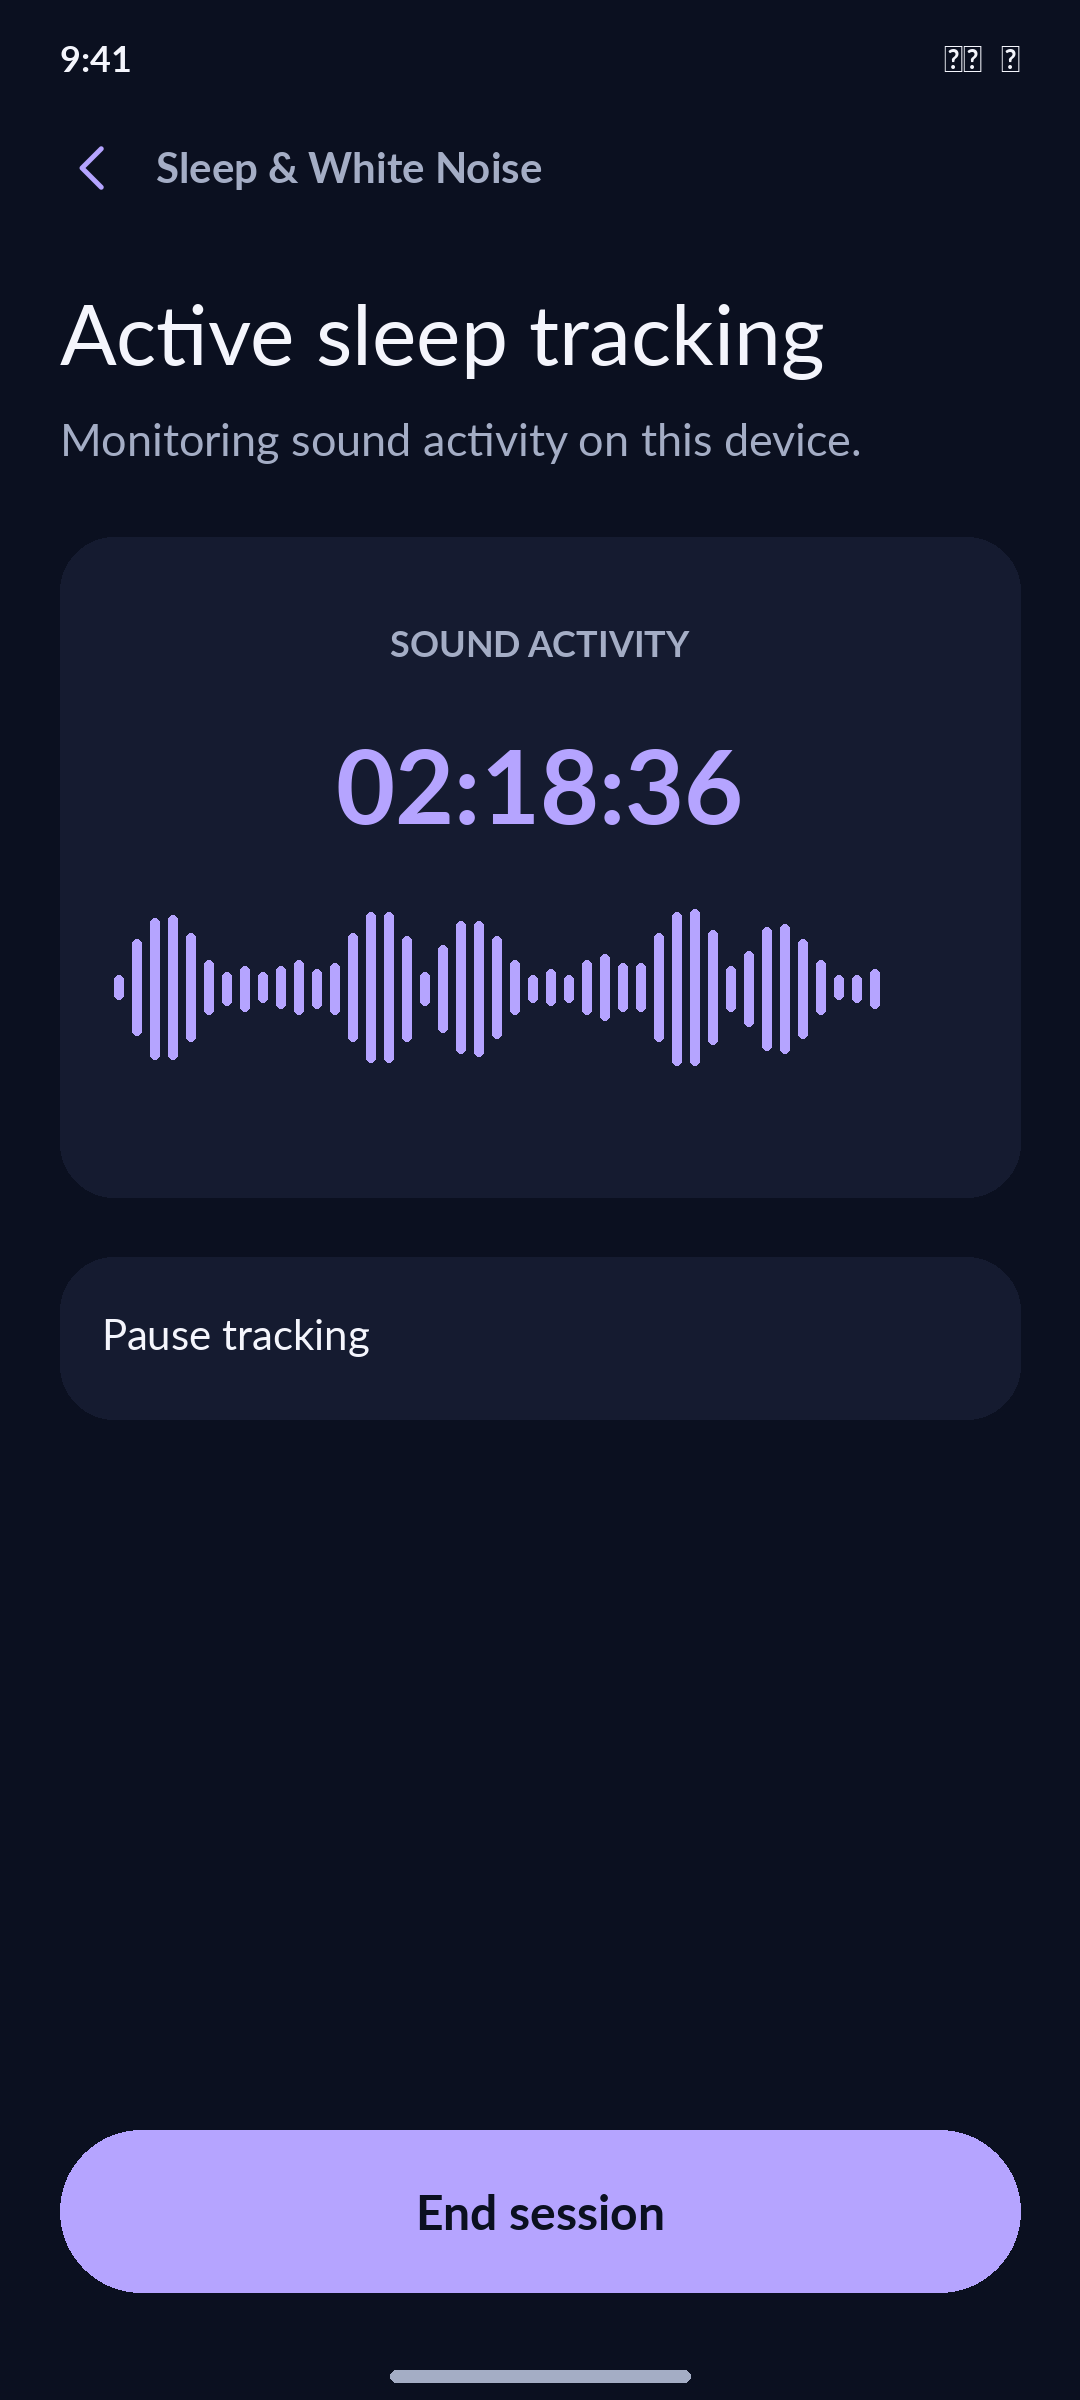 9:41
Sleep & White Noise
Active sleep tracking
Monitoring sound activity on this device.
SOUND ACTIVITY
02:18:36
Pause tracking
End session